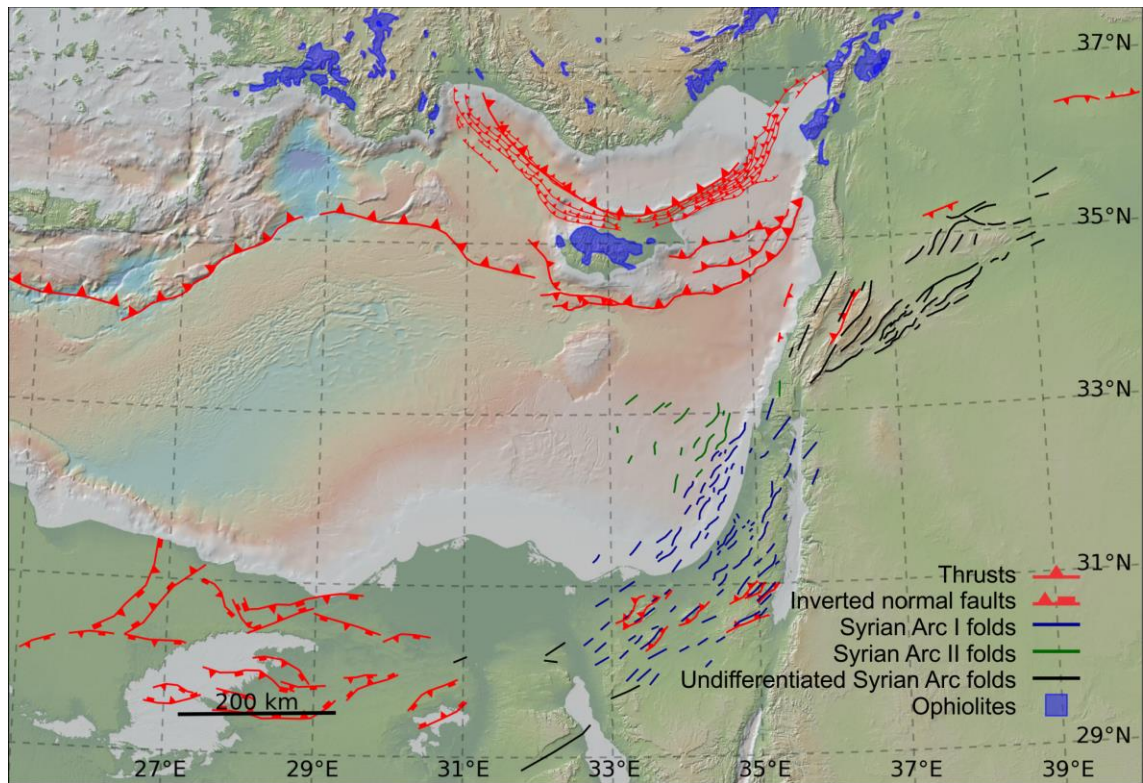 37°N
35°N
33°N
31°N
Thrusts
Inverted normal faults
Syrian Arc I folds
Syrian Arc II folds
Undifferentiated Syrian Arc folds
Ophiolites
200 km
29°N
27°E
29°E
31°E
33°E
35°E
37°E
39°E